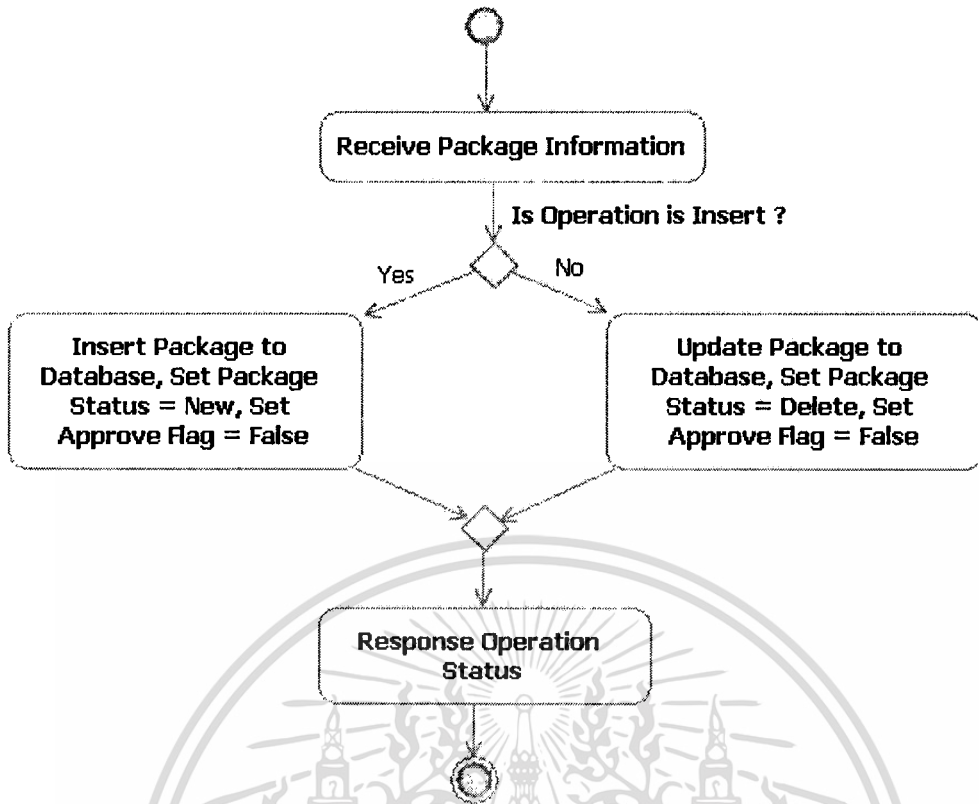 Receive Package Information
Is Operation is Insert ?
Yes
No
Insert Package to
Database, Set Package
Status = New, Set
Approve Flag = False
Update Package to
Database, Set Package
Status = Delete, Set
Approve Flag = False
Response Operation
Status